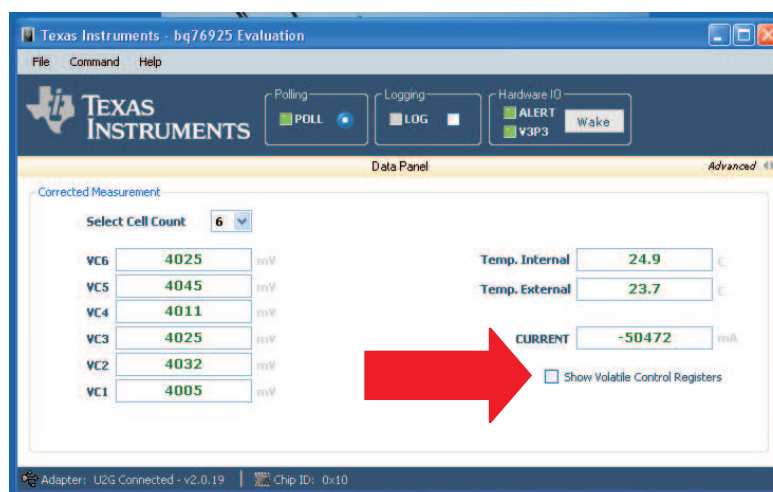 Texas Instruments - bq76925 Evaluation
File Command Help
TEXAS INSTRUMENTS
Polling
POLL
Logging
LOG
Hardware IO
ALERT
V3P3
Wake
Data Panel
Advanced
Corrected Measurement
Select Cell Count 6
VC6 4025 mV
VC5 4045 mV
VC4 4011 mV
VC3 4025 mV
VC2 4032 mV
VC1 4005 mV
Temp. Internal 24.9 C
Temp. External 23.7 C
CURRENT -50472 mA
Show Volatile Control Registers
Adapter: U2G Connected - v2.0.19 | Chip ID: 0x10